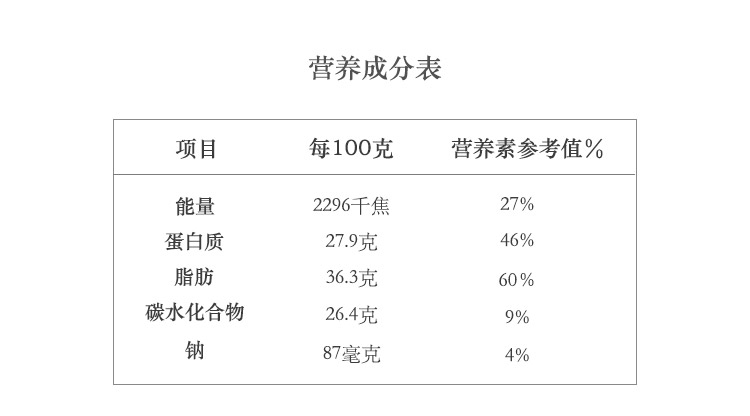 营养成分表
项目 每100克 营养素参考值%
能量 2296千焦 27%
蛋白质 27.9克 46%
脂肪 36.3克 60%
碳水化合物 26.4克 9%
钠 87毫克 4%